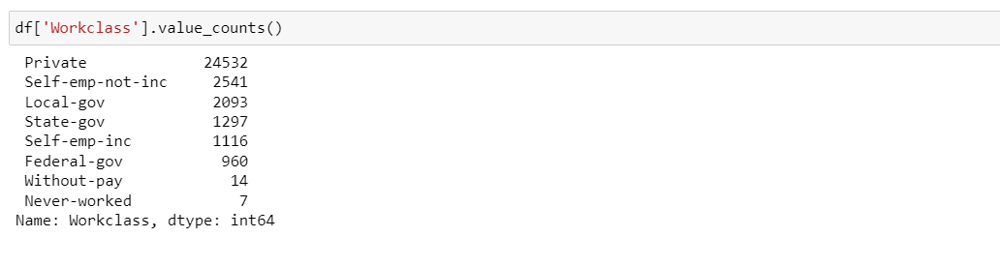 df['Workclass'].value_counts()
Private 24532
Self-emp-not-inc 2541
Local-gov 2093
State-gov 1297
Self-emp-inc 1116
Federal-gov 960
Without-pay 14
Never-worked 7
Name: Workclass, dtype: int64